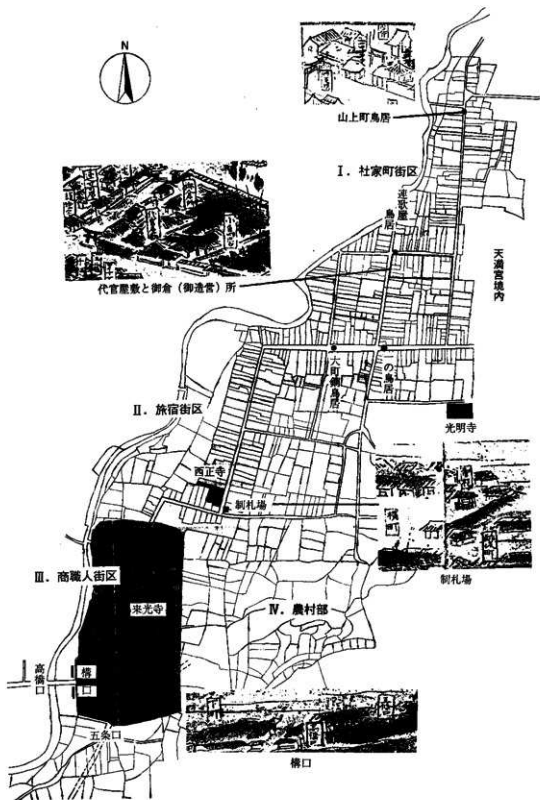 N
山上町鳥居
Ⅰ．社家町街区
連歌屋
鳥居
天満宮境内
代官屋敷と御倉（御造営）所
一の鳥居
大町銅鳥居
Ⅱ．旅宿街区
光明寺
西正寺
制札場
横町
制札場
Ⅲ．商職人街区
来光寺
Ⅳ．農村部
高橋口
構口
五条口
構口